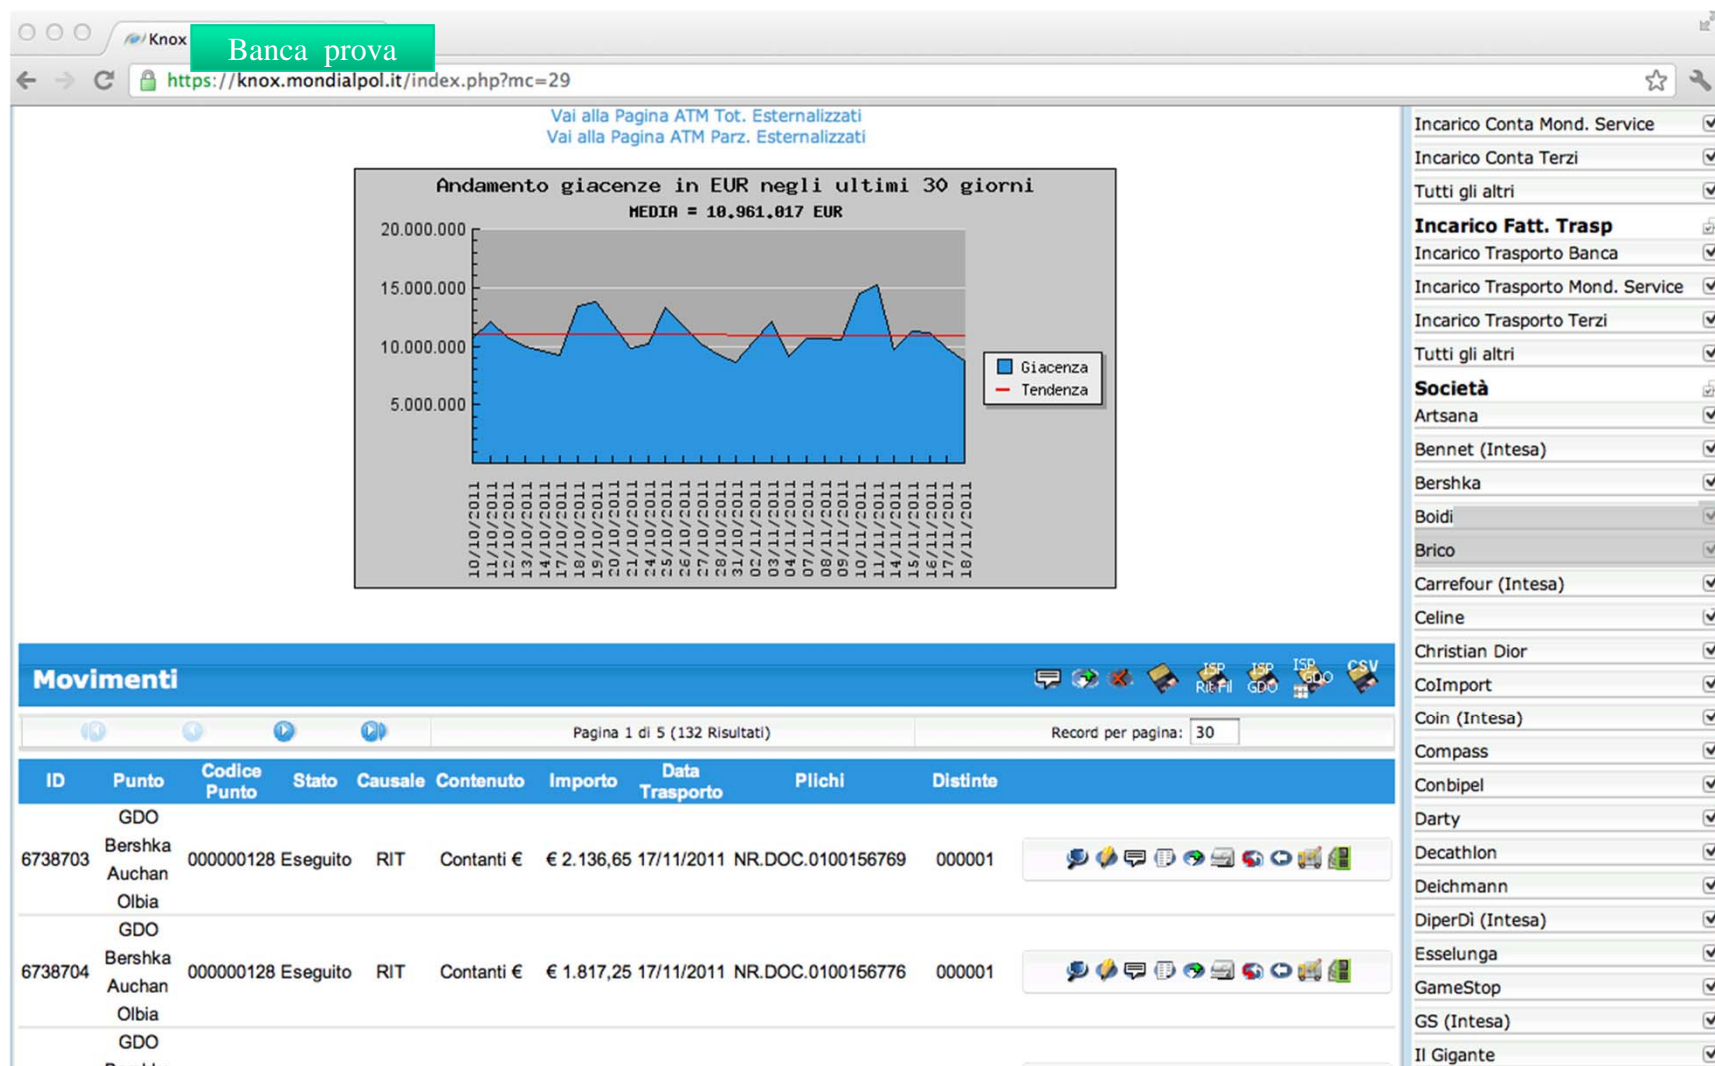 Knox
Banca prova
https://knox.mondialpol.it/index.php?mc=29
Vai alla Pagina ATM Tot. Esternalizzati
Vai alla Pagina ATM Parz. Esternalizzati
Andamento giacenze in EUR negli ultimi 30 giorni
MEDIA = 10.961.017 EUR
20.000.000
15.000.000
10.000.000
5.000.000
Giacenza
Tendenza
10/10/2011
11/10/2011
12/10/2011
13/10/2011
14/10/2011
17/10/2011
18/10/2011
19/10/2011
20/10/2011
21/10/2011
24/10/2011
25/10/2011
26/10/2011
27/10/2011
28/10/2011
31/10/2011
02/11/2011
03/11/2011
04/11/2011
07/11/2011
08/11/2011
09/11/2011
10/11/2011
11/11/2011
14/11/2011
15/11/2011
16/11/2011
17/11/2011
18/11/2011
Movimenti
ISP Rit Fil
ISP GDO
ISP GDO
CSV
Pagina 1 di 5 (132 Risultati)
Record per pagina: 30
ID Punto Codice Punto Stato Causale Contenuto Importo Data Trasporto Plichi Distinte
GDO
Bershka
Auchan
Olbia
6738703 000000128 Eseguito RIT Contanti € € 2.136,65 17/11/2011 NR.DOC.0100156769 000001
GDO
Bershka
Auchan
Olbia
6738704 000000128 Eseguito RIT Contanti € € 1.817,25 17/11/2011 NR.DOC.0100156776 000001
GDO
Incarico Conta Mond. Service
Incarico Conta Terzi
Tutti gli altri
Incarico Fatt. Trasp
Incarico Trasporto Banca
Incarico Trasporto Mond. Service
Incarico Trasporto Terzi
Tutti gli altri
Società
Artsana
Bennet (Intesa)
Bershka
Boidi
Brico
Carrefour (Intesa)
Celine
Christian Dior
CoImport
Coin (Intesa)
Compass
Conbipel
Darty
Decathlon
Deichmann
DiperDì (Intesa)
Esselunga
GameStop
GS (Intesa)
Il Gigante